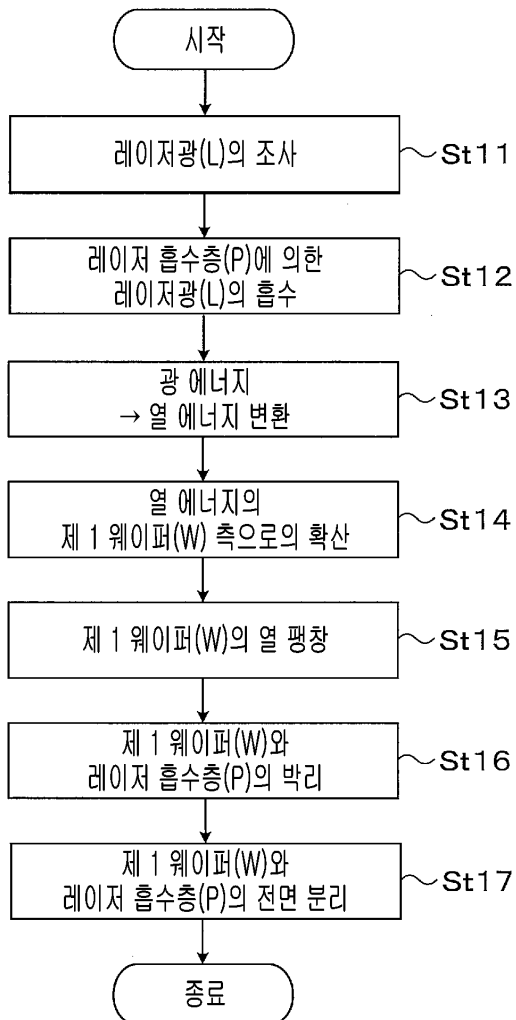 시작
레이저광(L)의 조사
St11
레이저 흡수층(P)에 의한
레이저광(L)의 흡수
St12
광 에너지
→ 열 에너지 변환
St13
열 에너지의
제 1 웨이퍼(W) 측으로의 확산
St14
제 1 웨이퍼(W)의 열 팽창
St15
제 1 웨이퍼(W)와
레이저 흡수층(P)의 박리
St16
제 1 웨이퍼(W)와
레이저 흡수층(P)의 전면 분리
St17
종료